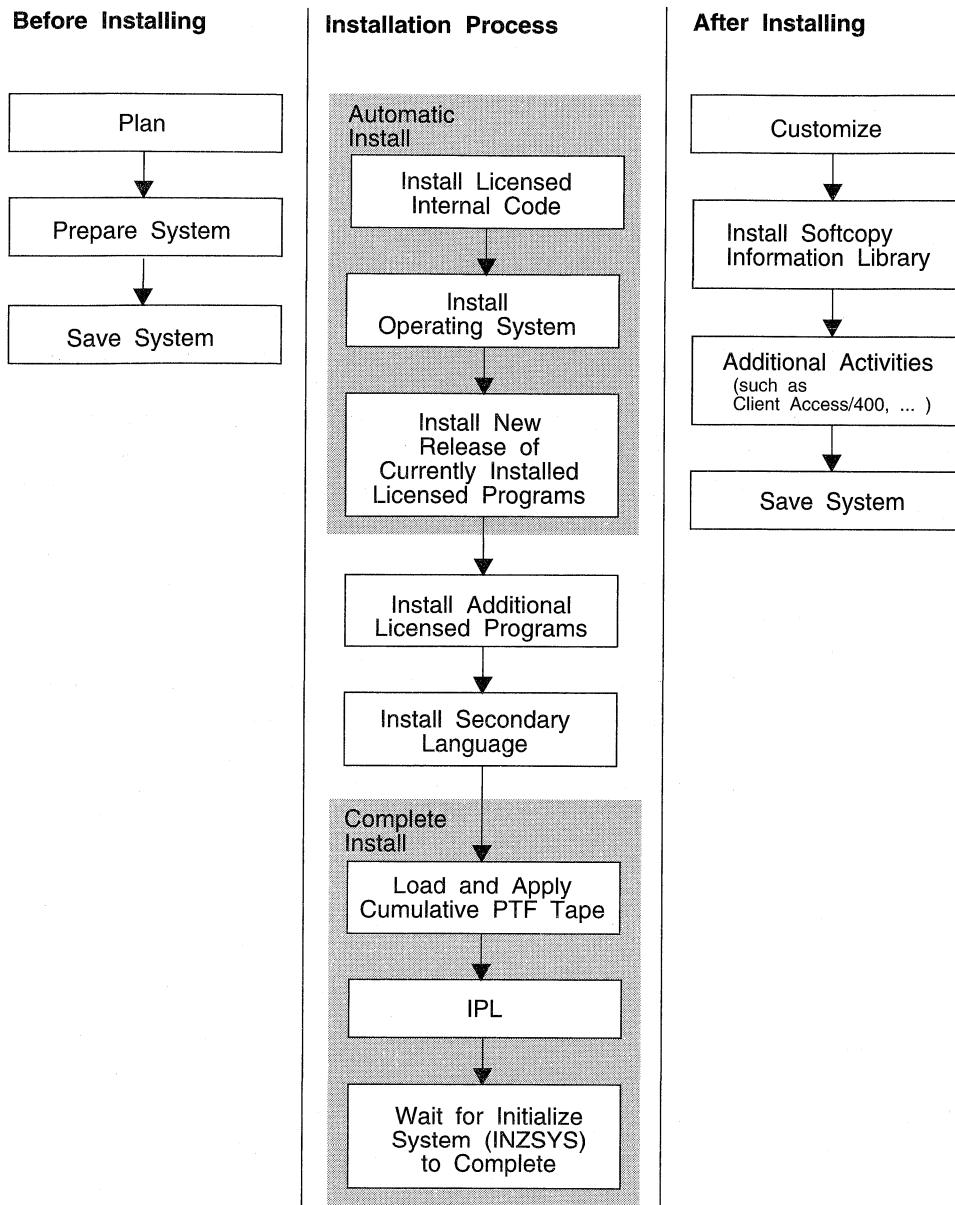 Before Installing
Plan
Prepare System
Save System
Installation Process
Automatic
Install
Install Licensed
Internal Code
Install
Operating System
Install New
Release of
Currently Installed
Licensed Programs
Install Additional
Licensed Programs
Install Secondary
Language
Complete
Install
Load and Apply
Cumulative PTF Tape
IPL
Wait for Initialize
System (INZSYS)
to Complete
After Installing
Customize
Install Softcopy
Information Library
Additional Activities
(such as
Client Access/400, ... )
Save System